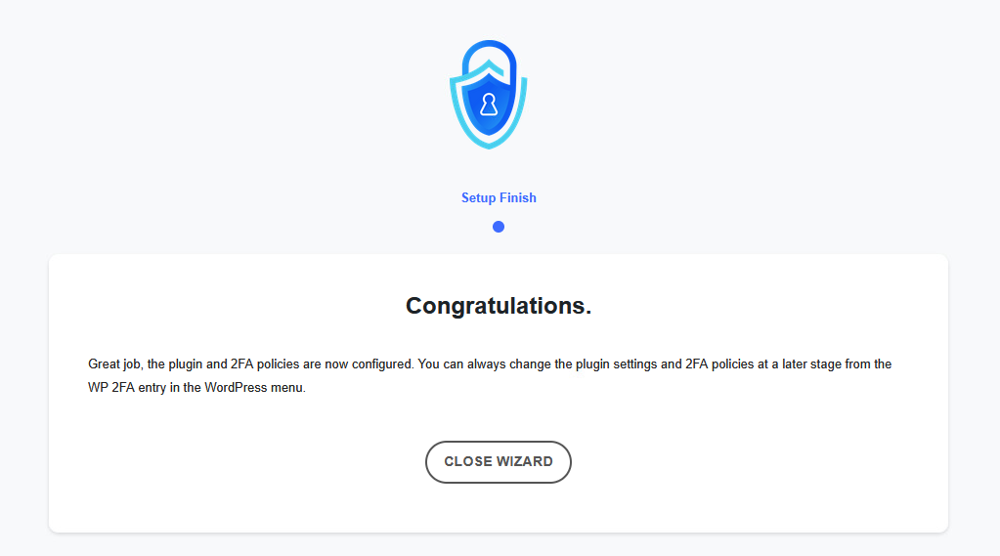 Setup Finish
Congratulations.
Great job, the plugin and 2FA policies are now configured. You can always change the plugin settings and 2FA policies at a later stage from the
WP 2FA entry in the WordPress menu.
CLOSE WIZARD